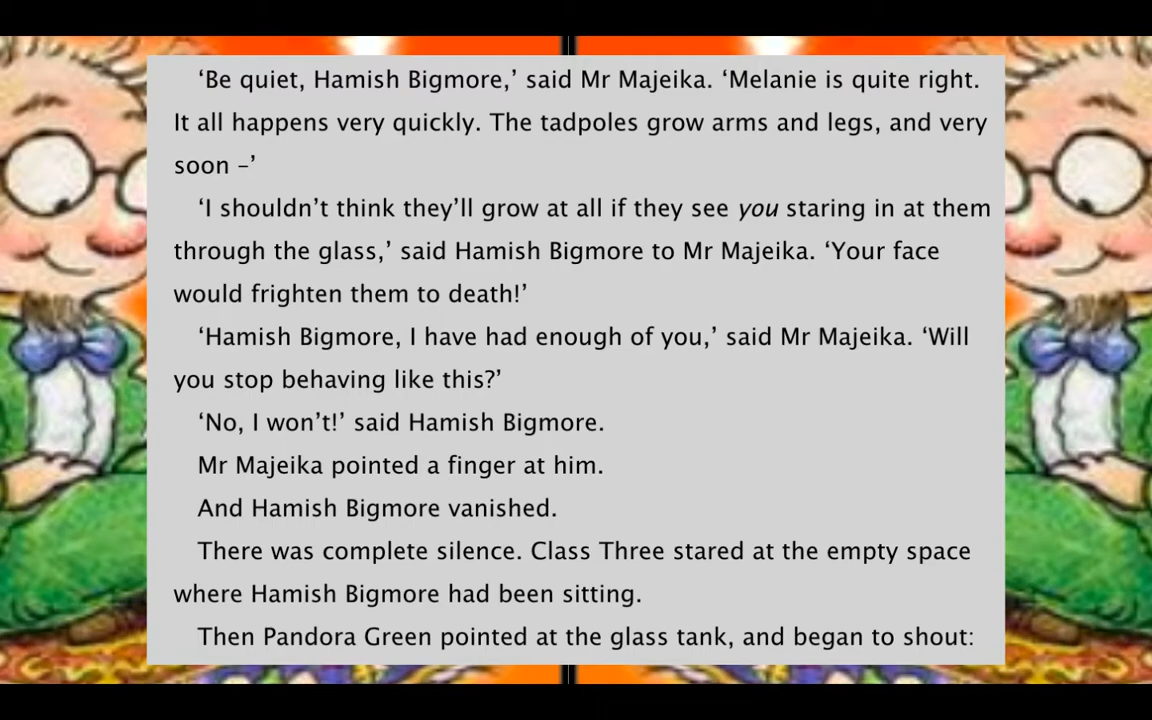 ‘Be quiet, Hamish Bigmore,’ said Mr Majeika. ‘Melanie is quite right.
It all happens very quickly. The tadpoles grow arms and legs, and very
soon –’
‘I shouldn’t think they’ll grow at all if they see you staring in at them
through the glass,’ said Hamish Bigmore to Mr Majeika. ‘Your face
would frighten them to death!’
‘Hamish Bigmore, I have had enough of you,’ said Mr Majeika. ‘Will
you stop behaving like this?’
‘No, I won’t!’ said Hamish Bigmore.
Mr Majeika pointed a finger at him.
And Hamish Bigmore vanished.
There was complete silence. Class Three stared at the empty space
where Hamish Bigmore had been sitting.
Then Pandora Green pointed at the glass tank, and began to shout: